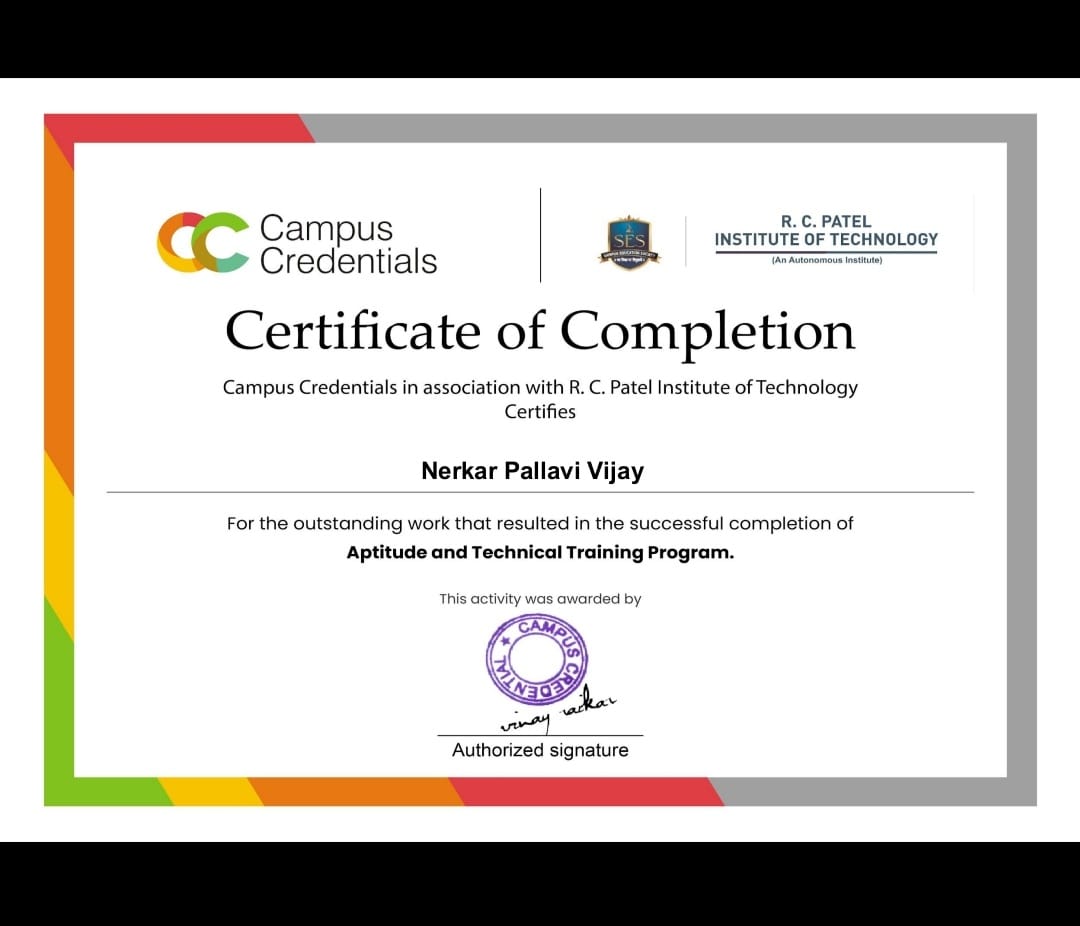 Campus
Credentials
SES
R. C. PATEL
INSTITUTE OF TECHNOLOGY
(An Autonomous Institute)
Certificate of Completion
Campus Credentials in association with R. C. Patel Institute of Technology
Certifies
Nerkar Pallavi Vijay
For the outstanding work that resulted in the successful completion of
Aptitude and Technical Training Program.
This activity was awarded by
CAMPUS CREDENTIAL
vinay
Authorized signature